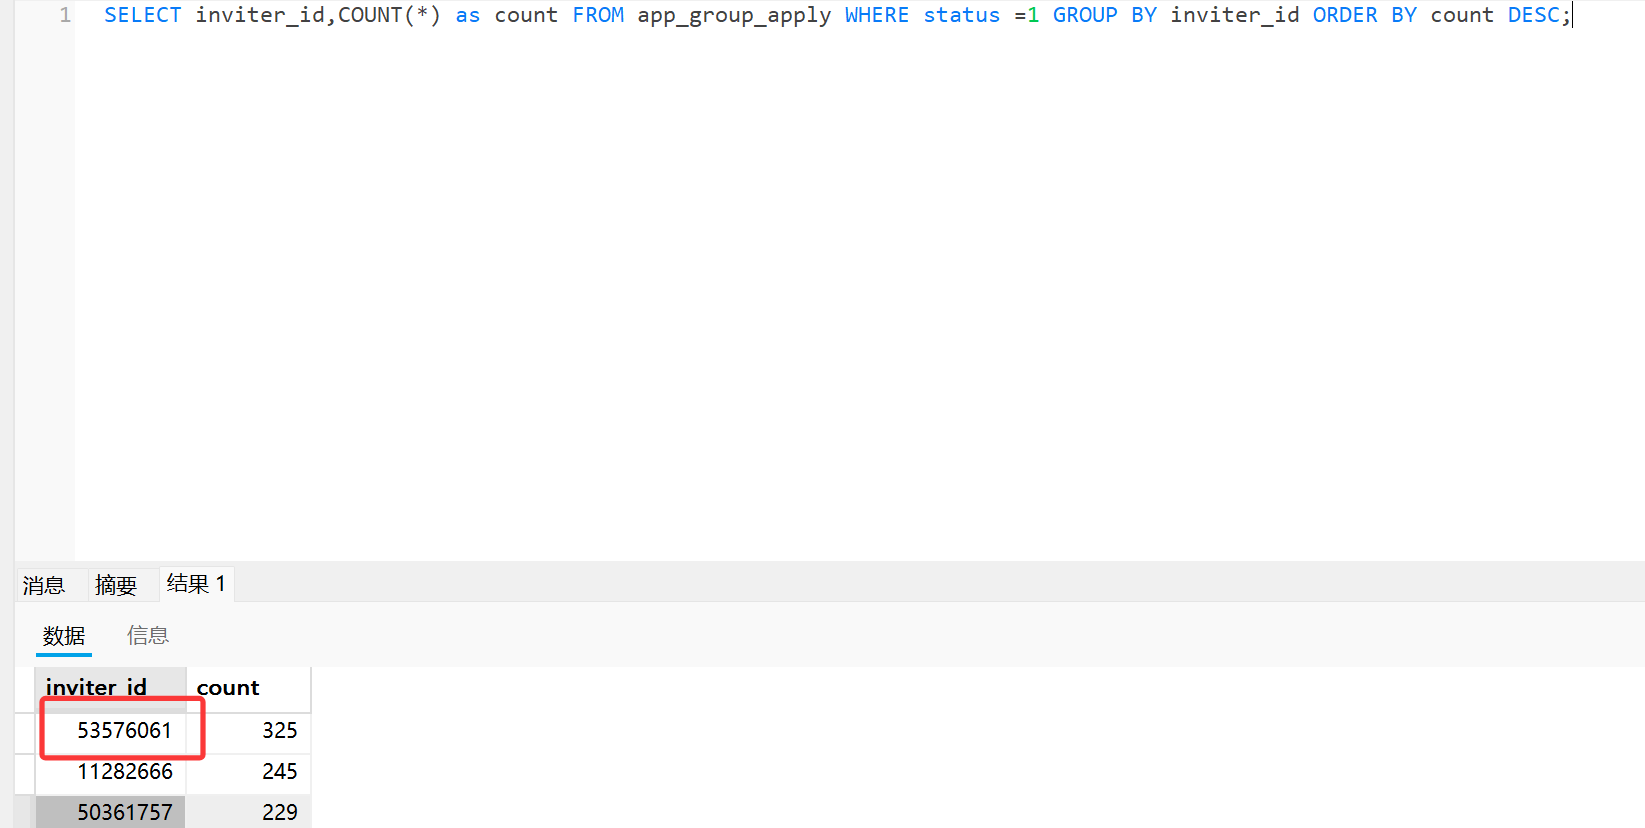 1 SELECT inviter_id,COUNT(*) as count FROM app_group_apply WHERE status =1 GROUP BY inviter_id ORDER BY count DESC;
消息 摘要 结果 1
数据 信息
inviter_id count
53576061 325
11282666 245
50361757 229